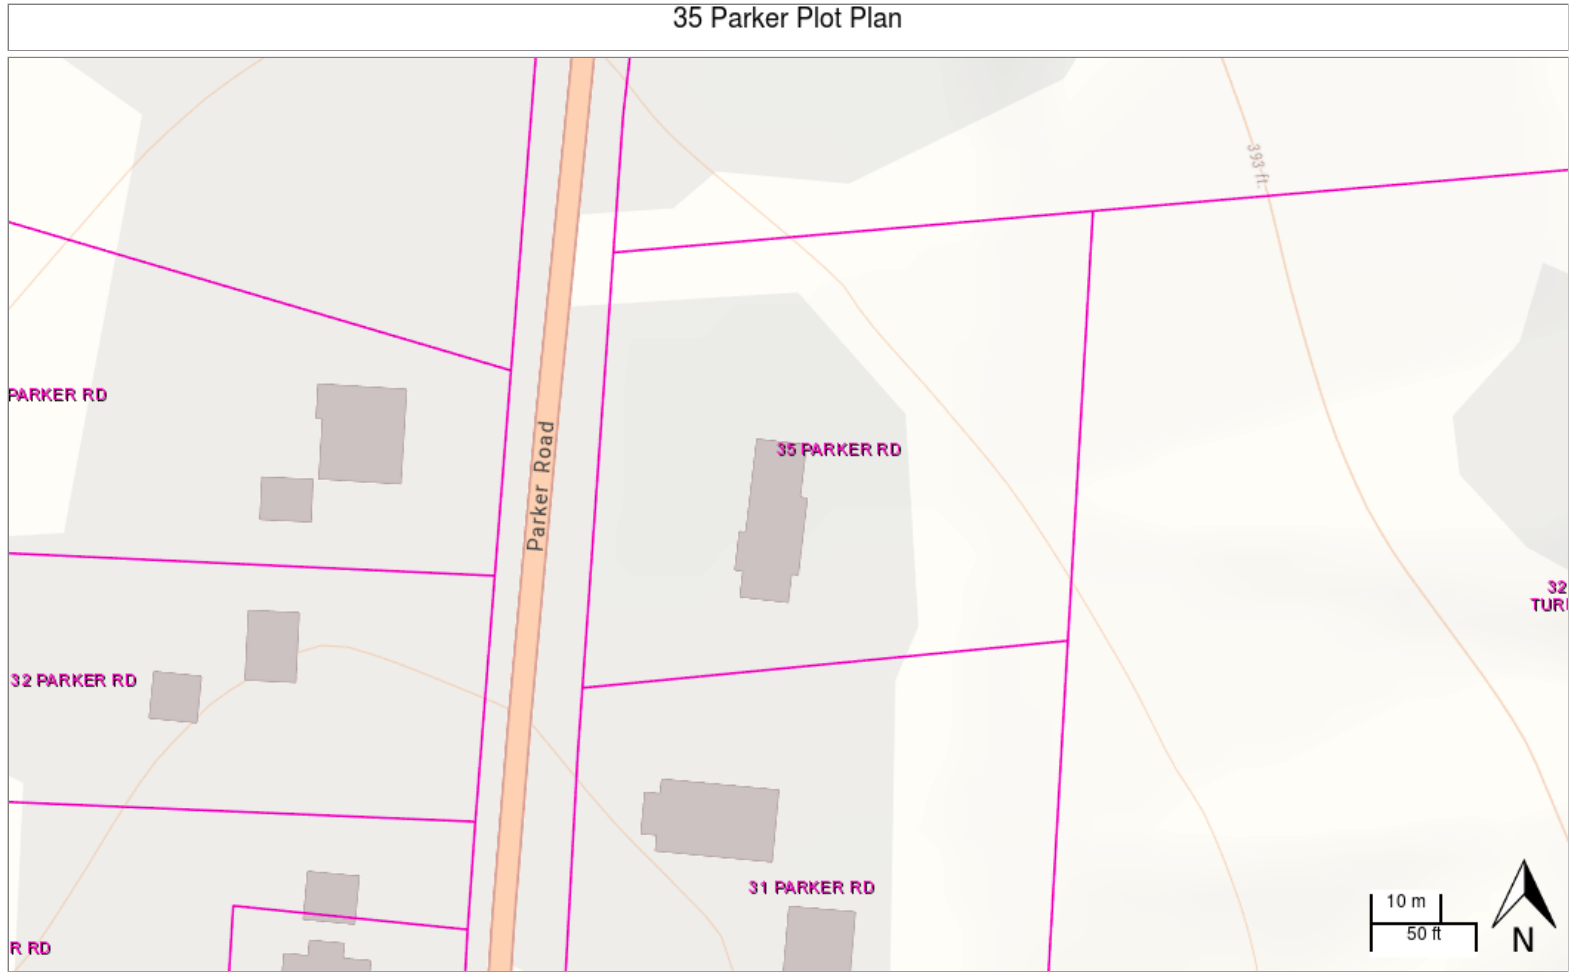 35 Parker Plot Plan
393 ft.
PARKER RD
Parker Road
35 PARKER RD
32
TUR
32 PARKER RD
31 PARKER RD
10 m
50 ft
N
R RD